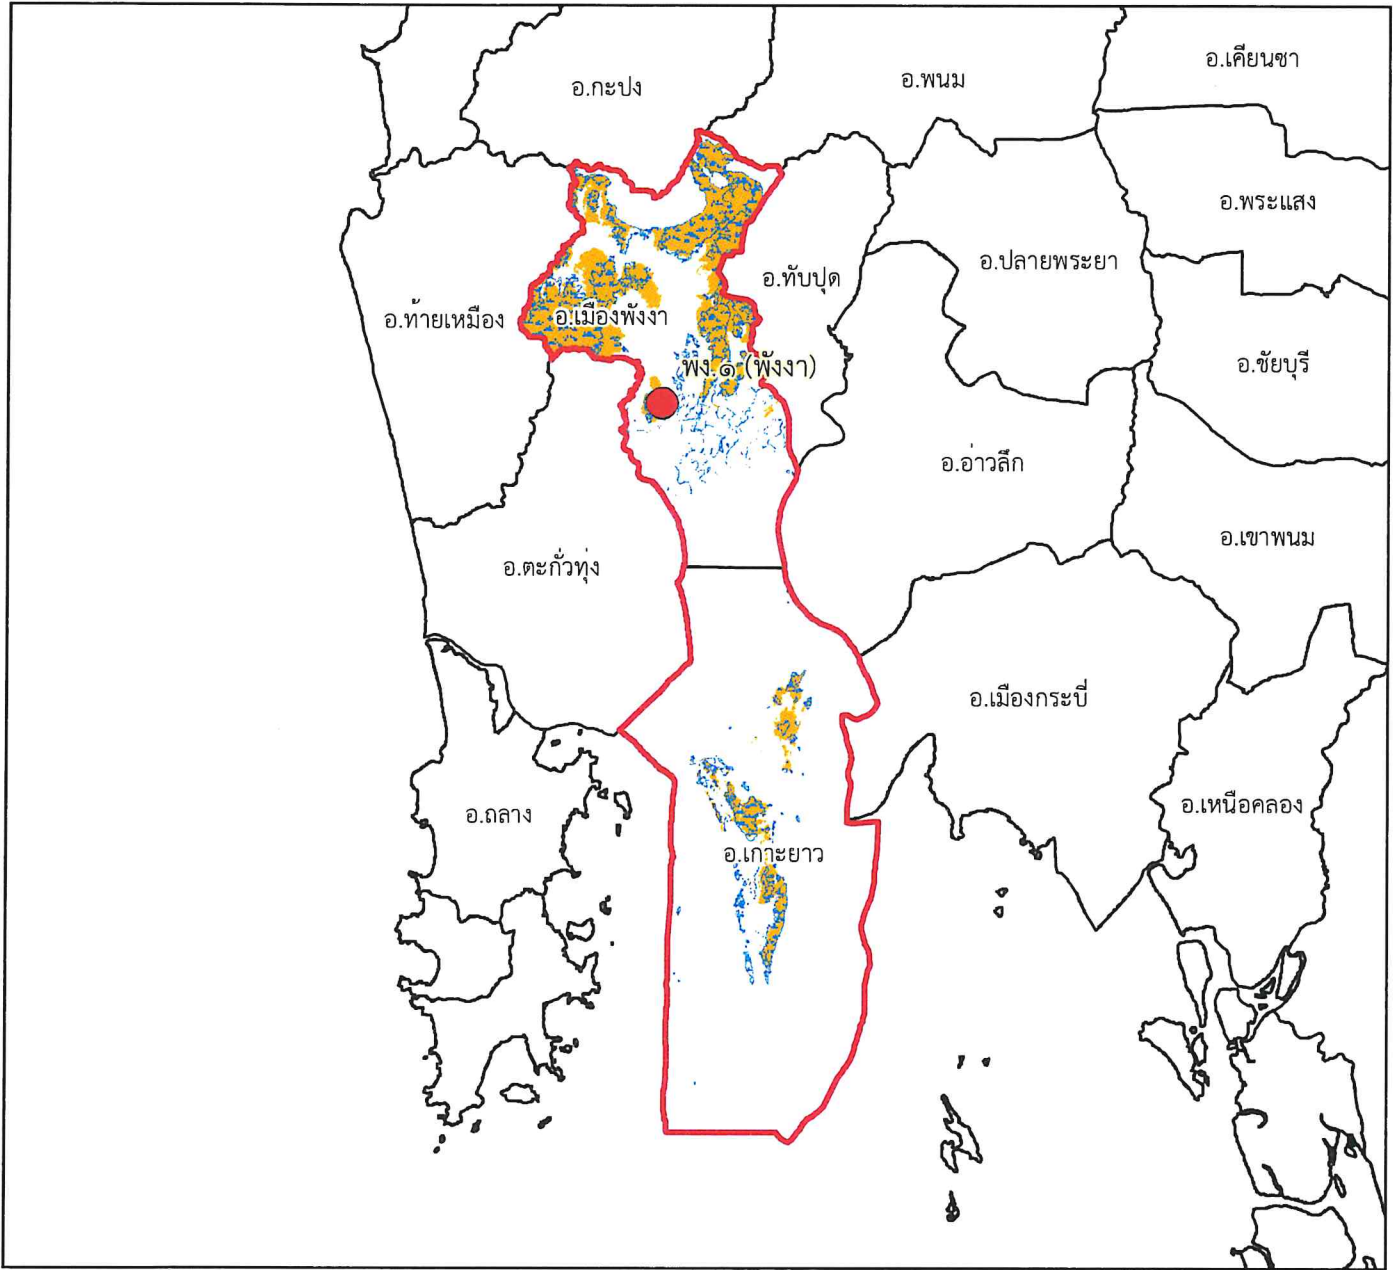 อ.เคียนซา
อ.พนม
อ.กะปง
อ.พระแสง
อ.ปลายพระยา
อ.ทับปุด
อ.ท้ายเหมือง
อ.เมืองพังงา
อ.ชัยบุรี
พง.๑ (พังงา)
อ.อ่าวลึก
อ.เขาพนม
อ.ตะกั่วทุ่ง
อ.เมืองกระบี่
อ.เหนือคลอง
อ.ถลาง
อ.เกาะยาว